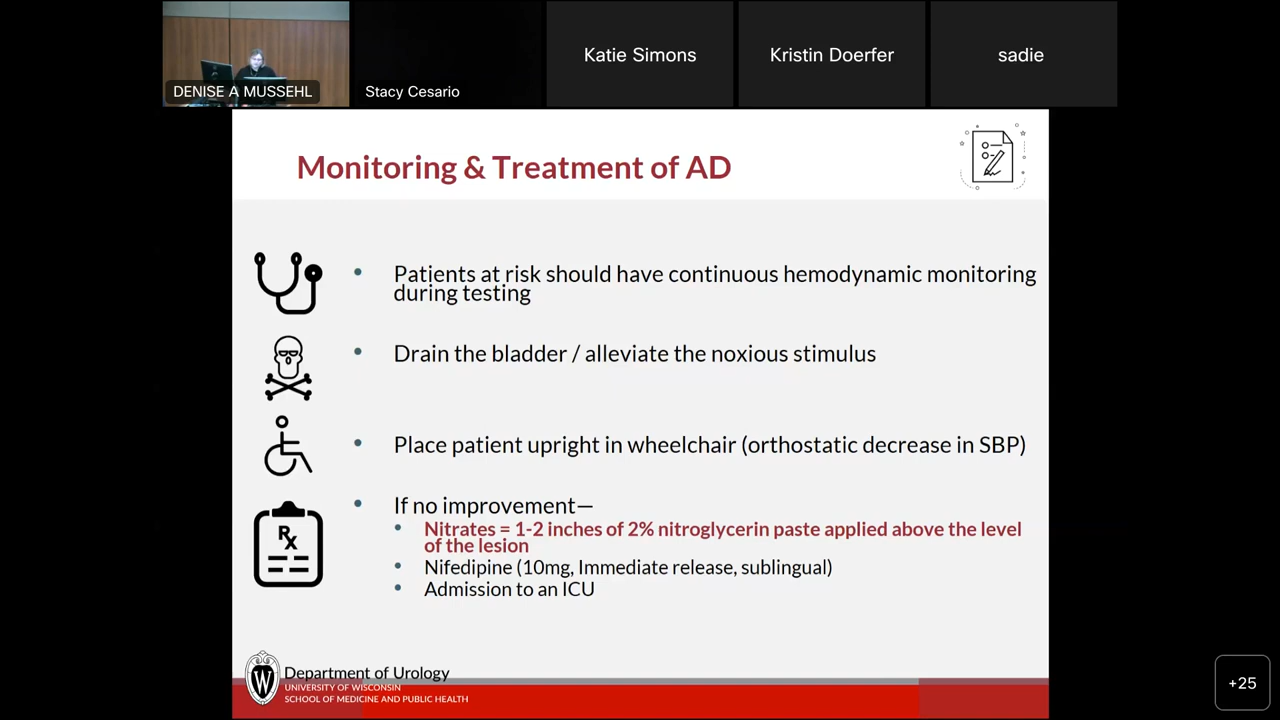 DENISE A MUSSEHL
Stacy Cesario
Katie Simons
Kristin Doerfer
sadie
Monitoring & Treatment of AD
• Patients at risk should have continuous hemodynamic monitoring
during testing
• Drain the bladder / alleviate the noxious stimulus
• Place patient upright in wheelchair (orthostatic decrease in SBP)
• If no improvement—
• Nitrates = 1-2 inches of 2% nitroglycerin paste applied above the level
of the lesion
• Nifedipine (10mg, Immediate release, sublingual)
• Admission to an ICU
Rx
W
Department of Urology
UNIVERSITY OF WISCONSIN
SCHOOL OF MEDICINE AND PUBLIC HEALTH
+25